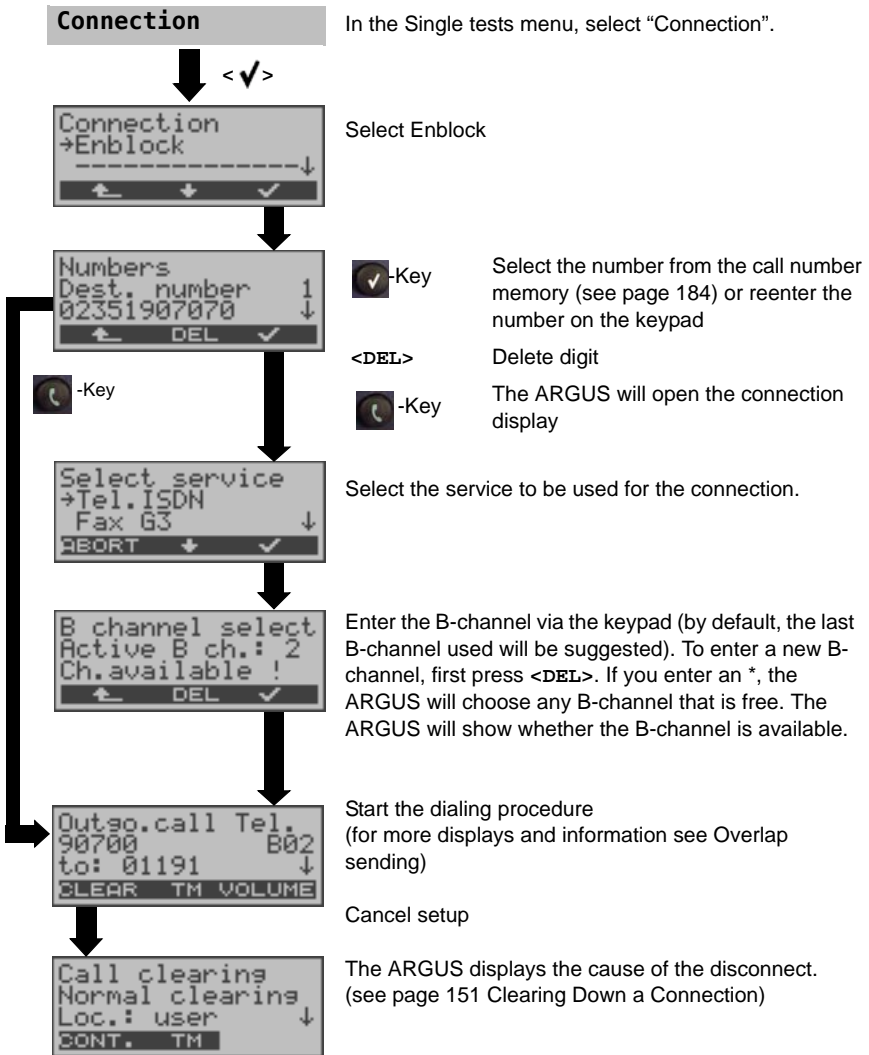 Connection
In the Single tests menu, select “Connection”.
<✓>
Connection
→Enblock
---------------↓
✓
Select Enblock
Numbers
Dest. number 1
02351907070 ↓
DEL ✓
-Key
Select the number from the call number
memory (see page 184) or reenter the
number on the keypad
<DEL>
Delete digit
-Key
The ARGUS will open the connection
display
-Key
Select service
→Tel.ISDN
Fax G3 ↓
ABORT ✓
Select the service to be used for the connection.
B channel select
Active B ch.: 2
Ch.available !
DEL ✓
Enter the B-channel via the keypad (by default, the last
B-channel used will be suggested). To enter a new B-
channel, first press <DEL>. If you enter an *, the
ARGUS will choose any B-channel that is free. The
ARGUS will show whether the B-channel is available.
Outgo.call Tel.
90700 B02
to: 01191 ↓
CLEAR TM VOLUME
Start the dialing procedure
(for more displays and information see Overlap
sending)
Cancel setup
Call clearing
Normal clearing
Loc.: user ↓
CONT. TM
The ARGUS displays the cause of the disconnect.
(see page 151 Clearing Down a Connection)